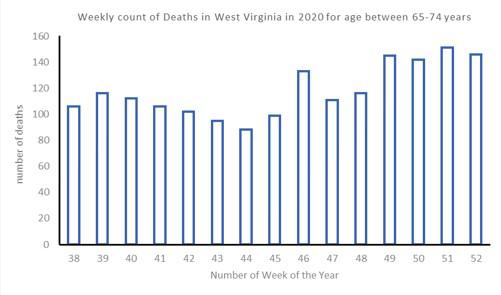 Weekly count of Deaths in West Virginia in 2020 for age between 65-74 years
160
140
120
100
80
60
40
20
0
number of deaths
38 39 40 41 42 43 44 45 46 47 48 49 50 51 52
Number of Week of the Year